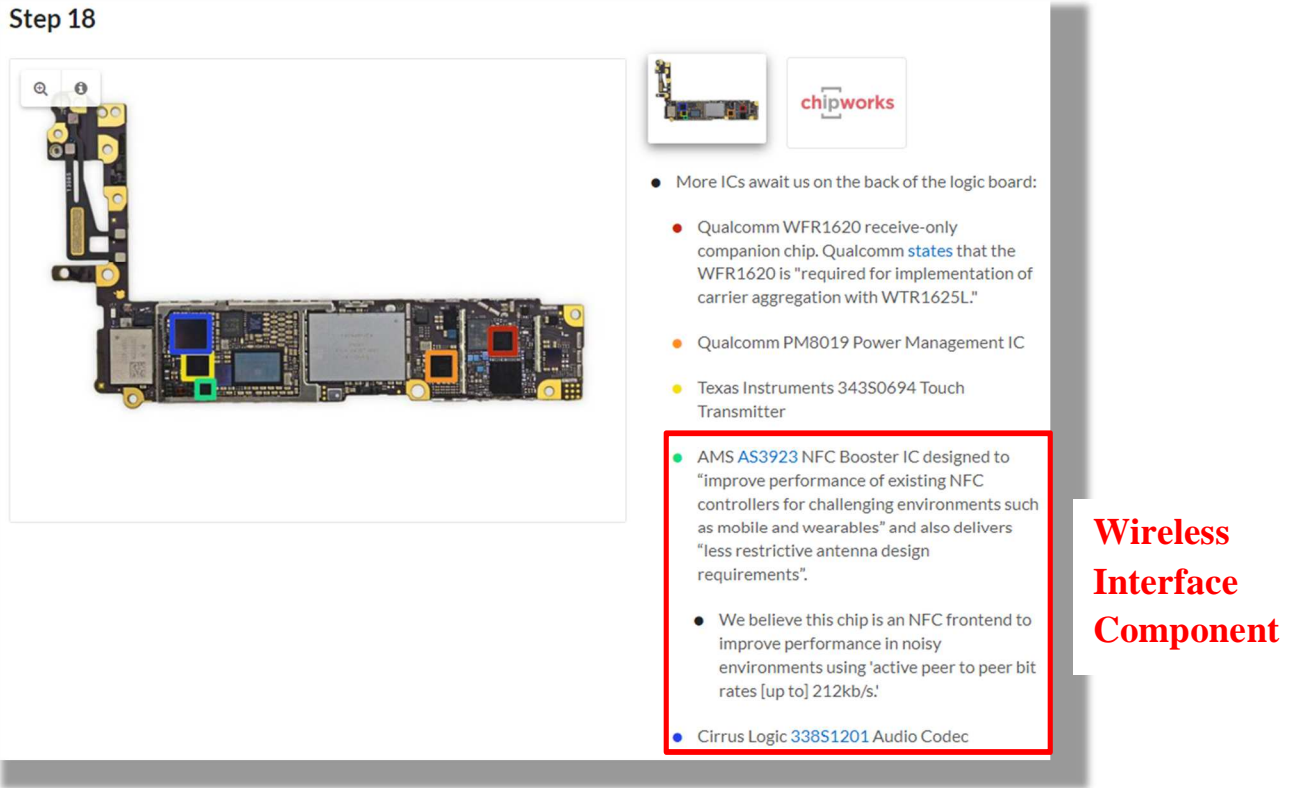 Step 18
chipworks
More ICs await us on the back of the logic board:
Qualcomm WFR1620 receive-only
companion chip. Qualcomm states that the
WFR1620 is "required for implementation of
carrier aggregation with WTR1625L."
Qualcomm PM8019 Power Management IC
Texas Instruments 343S0694 Touch
Transmitter
AMS AS3923 NFC Booster IC designed to
“improve performance of existing NFC
controllers for challenging environments such
as mobile and wearables” and also delivers
“less restrictive antenna design
requirements”.
We believe this chip is an NFC frontend to
improve performance in noisy
environments using 'active peer to peer bit
rates [up to] 212kb/s.'
Cirrus Logic 338S1201 Audio Codec
Wireless
Interface
Component